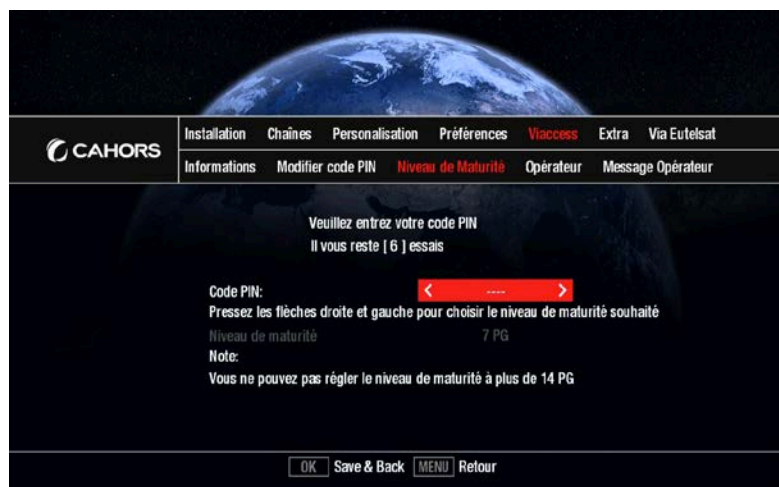 CAHORS
Installation Chaînes Personalisation Préférences Viaccess Extra Via Eutelsat
Informations Modifier code PIN Niveau de Maturité Opérateur Message Opérateur
Veuillez entrez votre code PIN
Il vous reste [ 6 ] essais
Code PIN: < ---- >
Pressez les flèches droite et gauche pour choisir le niveau de maturité souhaité
Niveau de maturité 7 PG
Note:
Vous ne pouvez pas régler le niveau de maturité à plus de 14 PG
OK Save & Back MENU Retour